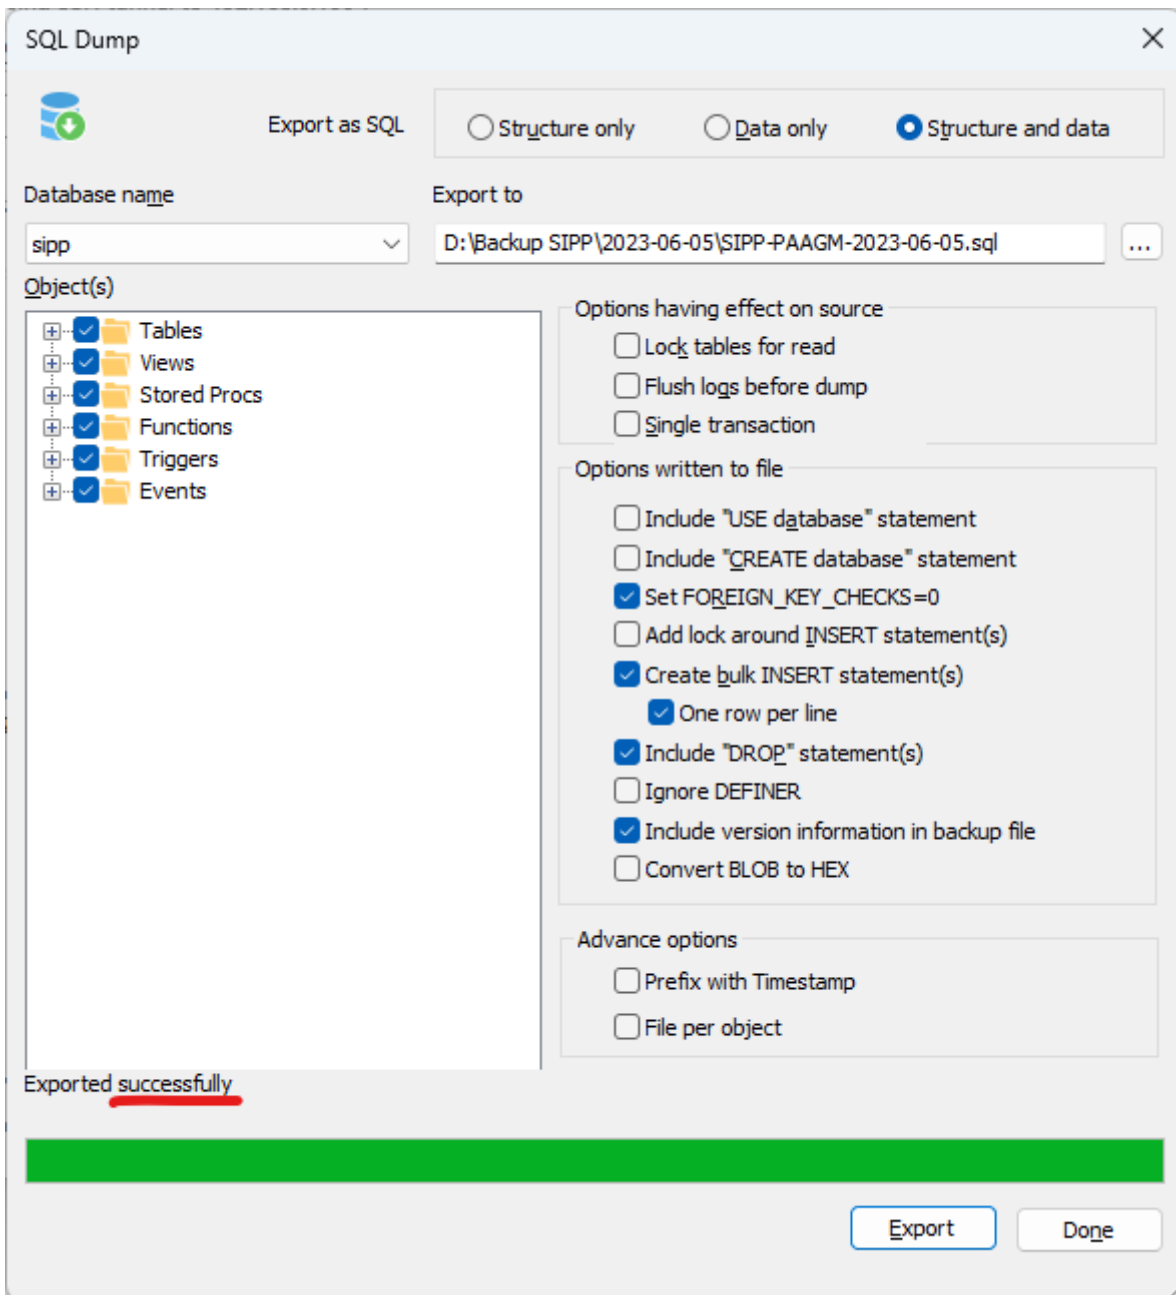 SQL Dump
Export as SQL
Structure only
Data only
Structure and data
Database name
Export to
sipp
D:\Backup SIPP\2023-06-05\SIPP-PAAGM-2023-06-05.sql
...
Object(s)
Tables
Views
Stored Procs
Functions
Triggers
Events
Options having effect on source
Lock tables for read
Flush logs before dump
Single transaction
Options written to file
Include "USE database" statement
Include "CREATE database" statement
Set FOREIGN_KEY_CHECKS=0
Add lock around INSERT statement(s)
Create bulk INSERT statement(s)
One row per line
Include "DROP" statement(s)
Ignore DEFINER
Include version information in backup file
Convert BLOB to HEX
Advance options
Prefix with Timestamp
File per object
Exported successfully
Export
Done